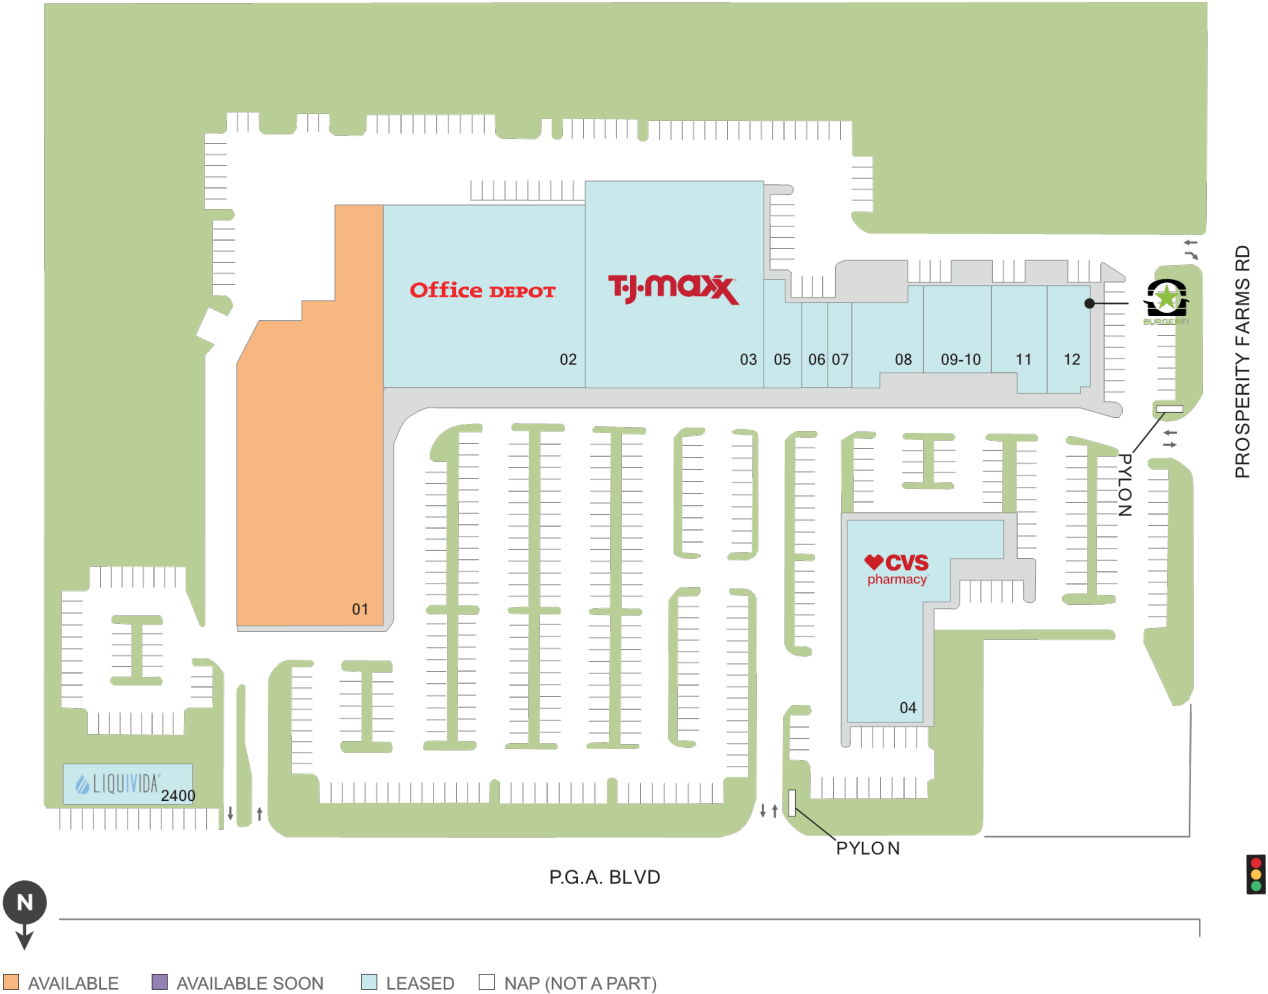 PROSPERITY FARMS RD
Office DEPOT
T·J·maxx
BURGERFI
02
03
05
06
07
08
09-10
11
12
PYLON
CVS
pharmacy
01
04
LIQUIVIDA
2400
PYLON
P.G.A. BLVD
N
AVAILABLE
AVAILABLE SOON
LEASED
NAP (NOT A PART)